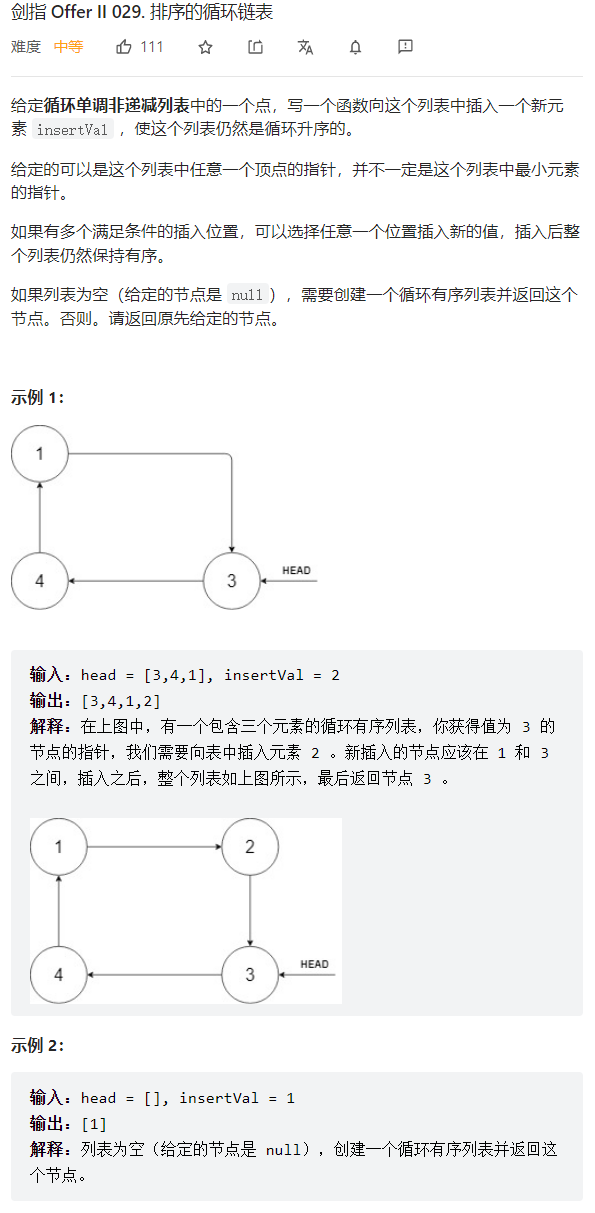 剑指 Offer II 029. 排序的循环链表
难度 中等 111
给定循环单调非递减列表中的一个点，写一个函数向这个列表中插入一个新元
素 insertVal ，使这个列表仍然是循环升序的。
给定的可以是这个列表中任意一个顶点的指针，并不一定是这个列表中最小元素
的指针。
如果有多个满足条件的插入位置，可以选择任意一个位置插入新的值，插入后整
个列表仍然保持有序。
如果列表为空（给定的节点是 null），需要创建一个循环有序列表并返回这个
节点。否则。请返回原先给定的节点。
示例 1：
1
HEAD
4 3
输入：head = [3,4,1], insertVal = 2
输出：[3,4,1,2]
解释：在上图中，有一个包含三个元素的循环有序列表，你获得值为 3 的
节点的指针，我们需要向表中插入元素 2 。新插入的节点应该在 1 和 3
之间，插入之后，整个列表如上图所示，最后返回节点 3 。
1 2
HEAD
4 3
示例 2：
输入：head = [], insertVal = 1
输出：[1]
解释：列表为空（给定的节点是 null），创建一个循环有序列表并返回这
个节点。